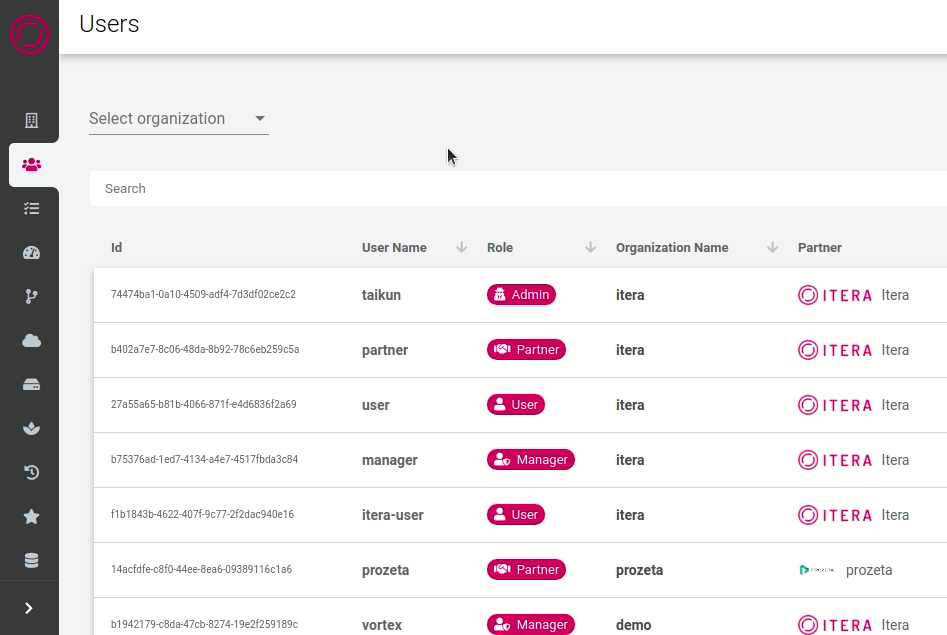 Users
Select organization
Search
Id User Name Role Organization Name Partner
74474ba1-0a10-4509-adf4-7d3df02ce2c2 taikun Admin itera ITERA Itera
b402a7e7-8c06-48da-8b92-78c6eb259c5a partner Partner itera ITERA Itera
27a55a65-b81b-4066-871f-e4d6836f2a69 user User itera ITERA Itera
b75376ad-1ed7-4134-a4e7-4517fbda3c84 manager Manager itera ITERA Itera
f1b1843b-4622-407f-9c77-2f2dac940e16 itera-user User itera ITERA Itera
14acfdfe-c8f0-44ee-8ea6-09389116c1a6 prozeta Partner prozeta PROZETA prozeta
b1942179-c8da-47cb-8274-19e2f259189c vortex Manager demo ITERA Itera